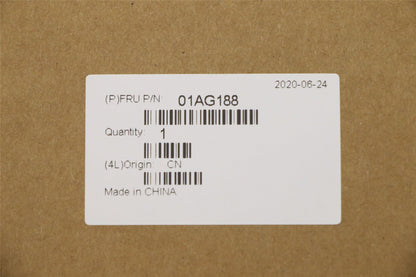 2020-06-24
(P)FRU P/N: 01AG188
Quantity: 1
(4L)Origin: CN
Made in CHINA